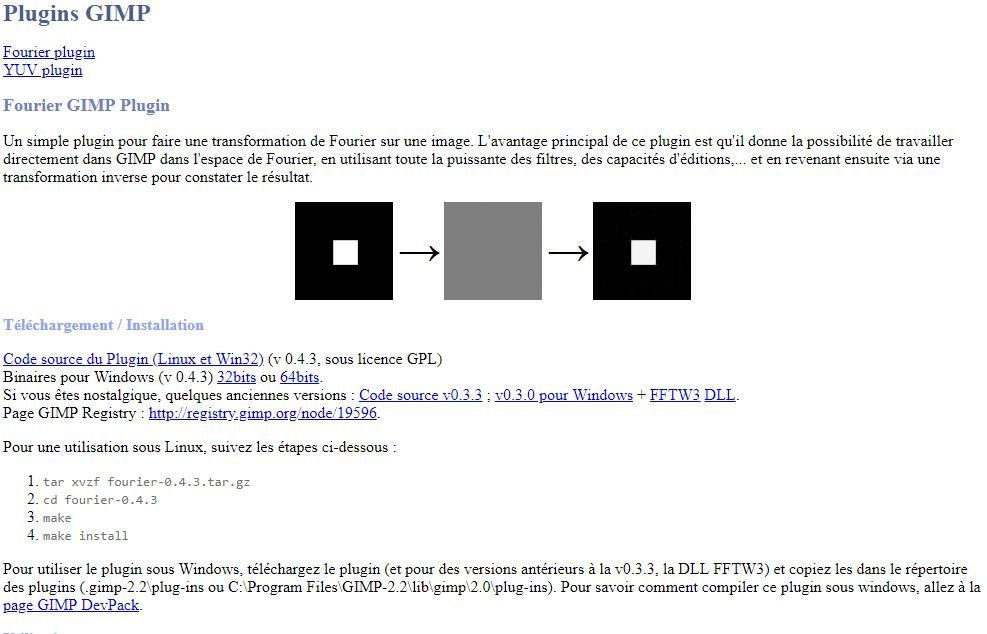 Plugins GIMP
Fourier plugin
YUV plugin
Fourier GIMP Plugin
Un simple plugin pour faire une transformation de Fourier sur une image. L'avantage principal de ce plugin est qu'il donne la possibilité de travailler
directement dans GIMP dans l'espace de Fourier, en utilisant toute la puissante des filtres, des capacités d'éditions,... et en revenant ensuite via une
transformation inverse pour constater le résultat.
Téléchargement / Installation
Code source du Plugin (Linux et Win32) (v 0.4.3, sous licence GPL)
Binaires pour Windows (v 0.4.3) 32bits ou 64bits.
Si vous êtes nostalgique, quelques anciennes versions : Code source v0.3.3 ; v0.3.0 pour Windows + FFTW3 DLL.
Page GIMP Registry : http://registry.gimp.org/node/19596.
Pour une utilisation sous Linux, suivez les étapes ci-dessous :
1. tar xvzf fourier-0.4.3.tar.gz
2. cd fourier-0.4.3
3. make
4. make install
Pour utiliser le plugin sous Windows, téléchargez le plugin (et pour des versions antérieurs à la v0.3.3, la DLL FFTW3) et copiez les dans le répertoire
des plugins (.gimp-2.2\plug-ins ou C:\Program Files\GIMP-2.2\lib\gimp\2.0\plug-ins). Pour savoir comment compiler ce plugin sous windows, allez à la
page GIMP DevPack.